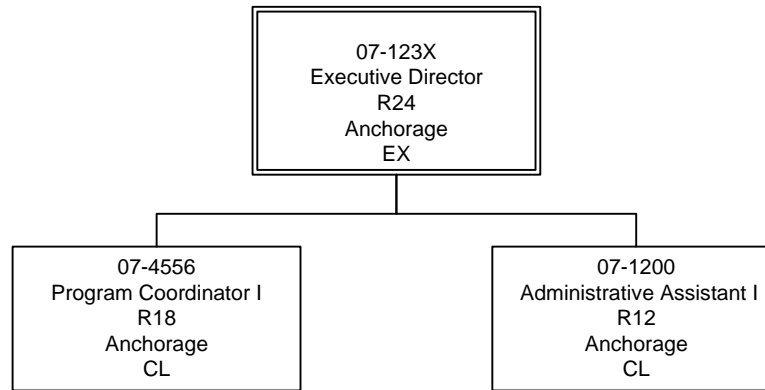 07-123X
Executive Director
R24
Anchorage
EX
07-4556
Program Coordinator I
R18
Anchorage
CL
07-1200
Administrative Assistant I
R12
Anchorage
CL